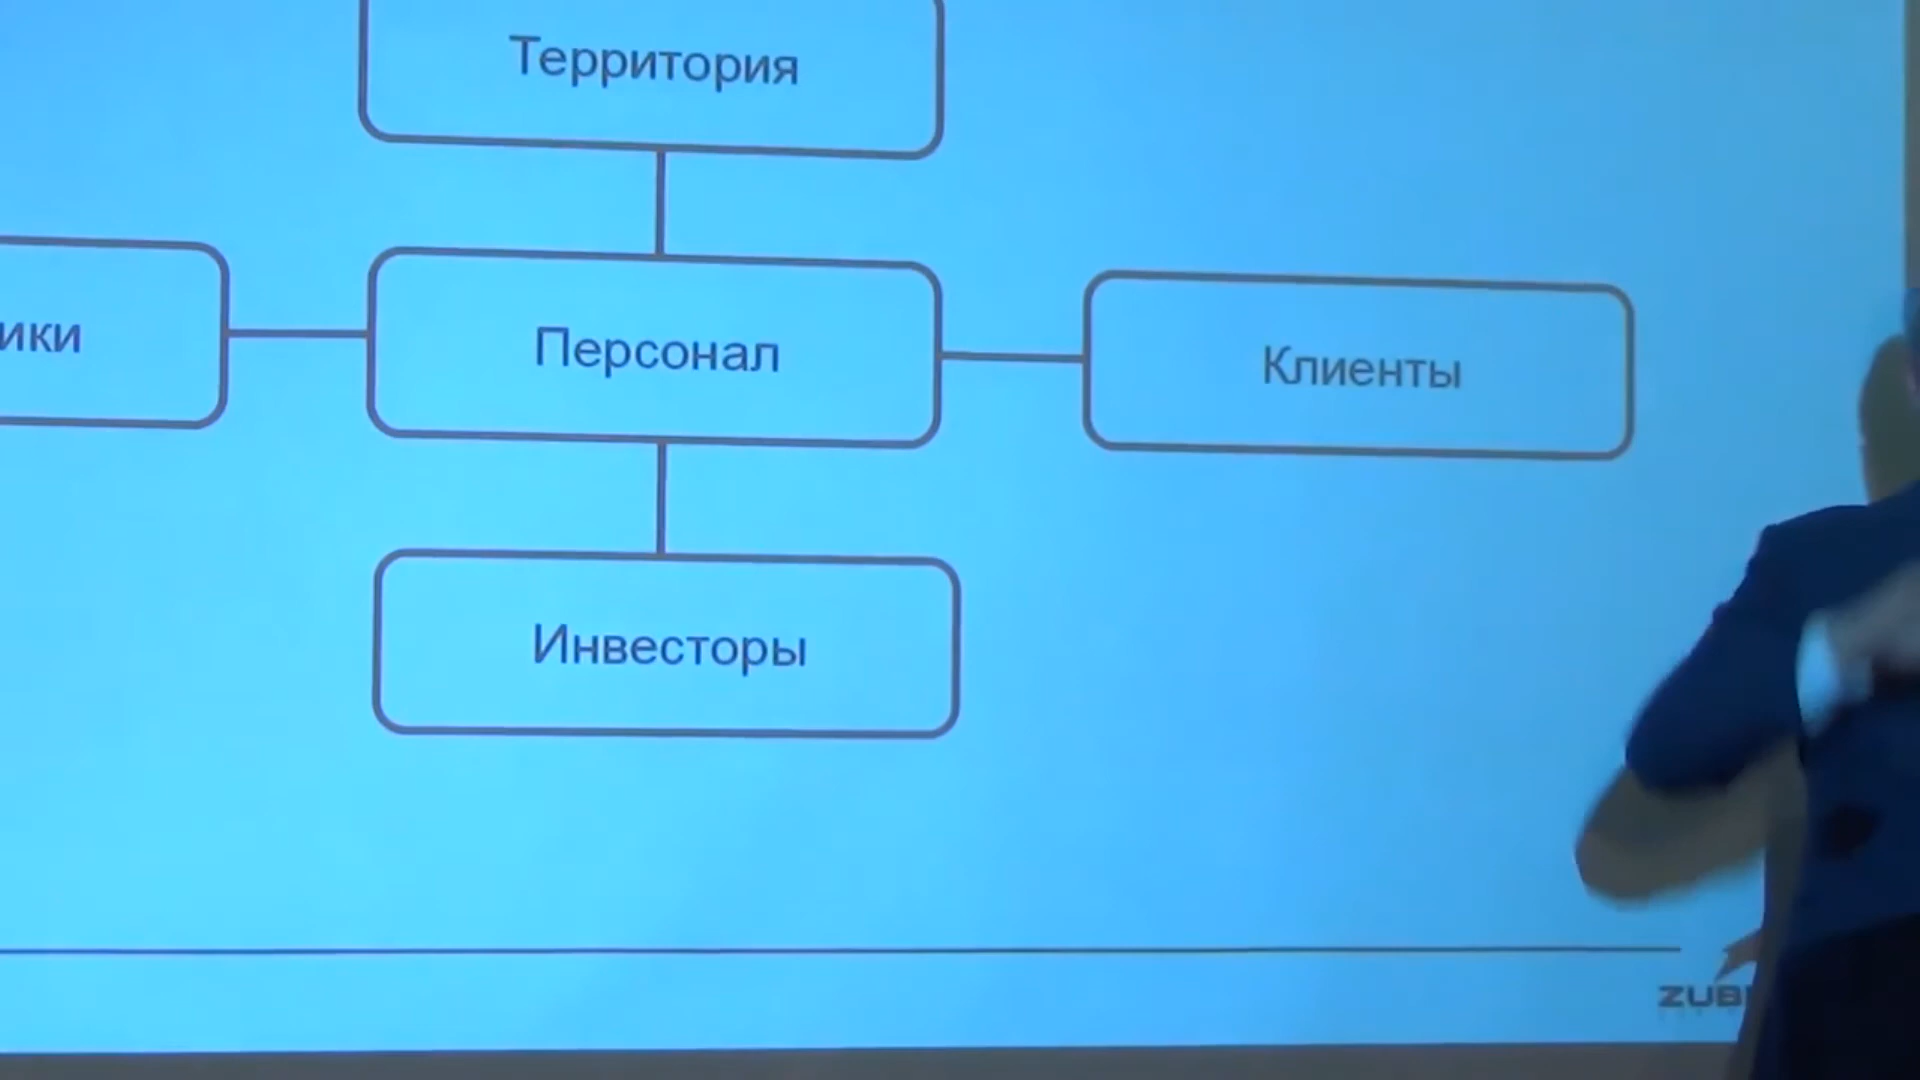 Территория
ики
Персонал
Клиенты
Инвесторы
ZUB